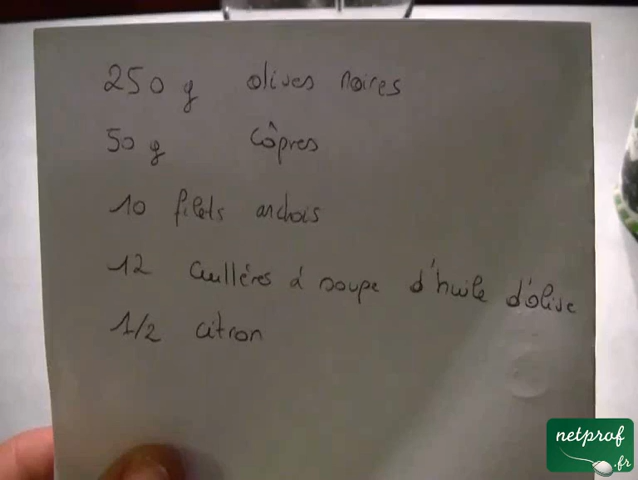 250 g olives noires
50 g câpres
10 filets anchois
12 cuillères à soupe d'huile d'olive
1/2 citron
netprof
.fr